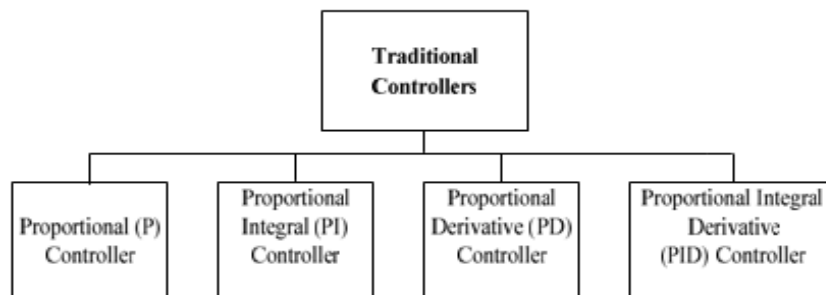 Traditional
Controllers
Proportional (P)
Controller
Proportional
Integral (PI)
Controller
Proportional
Derivative (PD)
Controller
Proportional Integral
Derivative
(PID) Controller